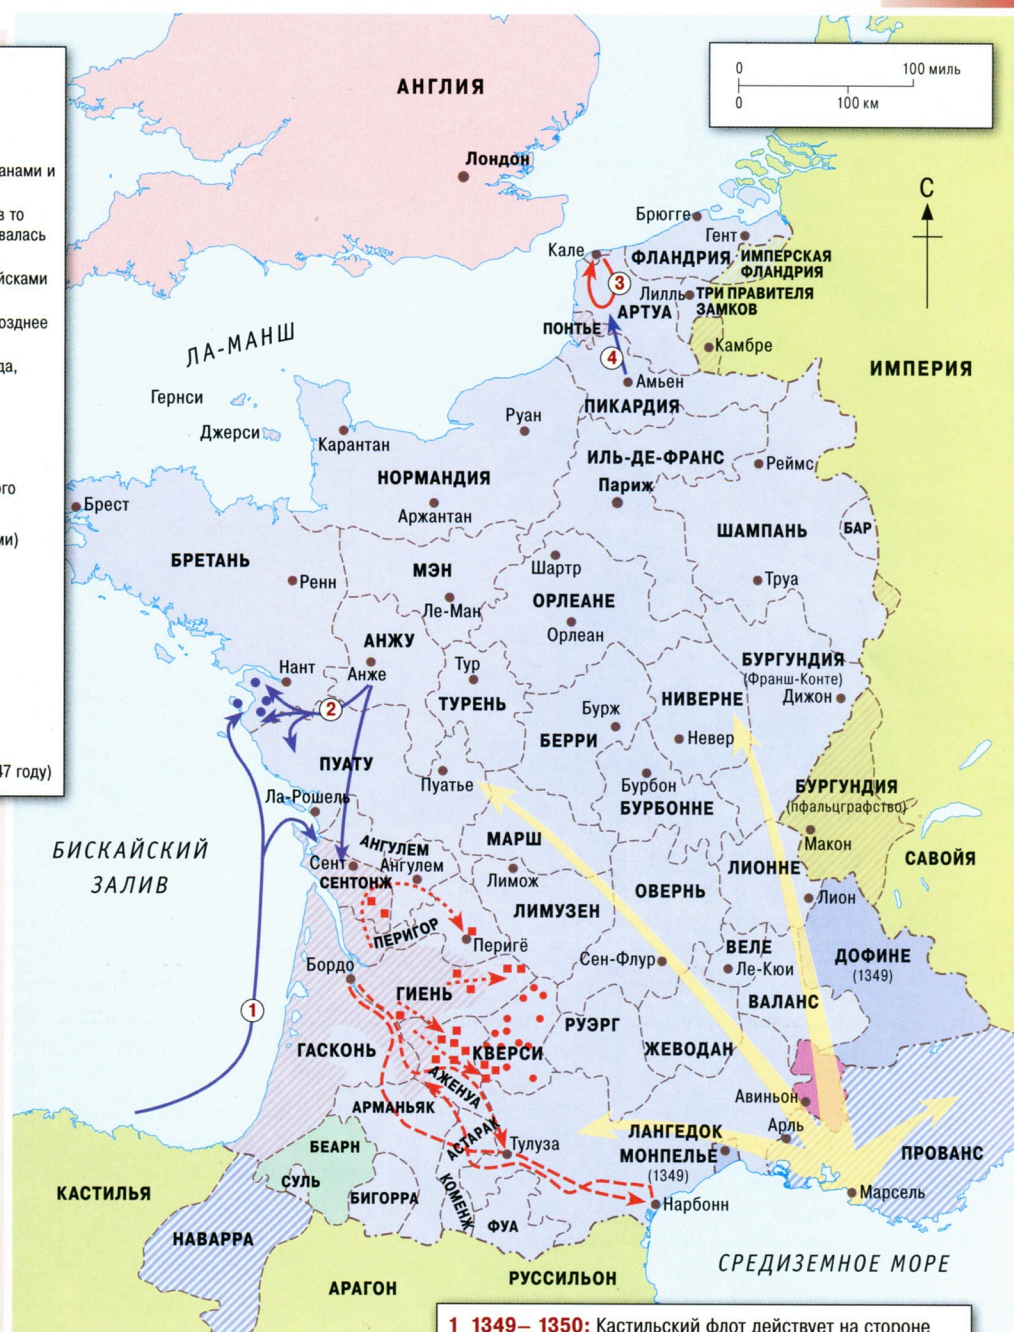 анами и
в то
валась
йсками
озднее
да,
ого
ми)
47 году)
0 100 миль
0 100 км
С
АНГЛИЯ
Лондон
Брюгге
Гент
Кале
ФЛАНДРИЯ
ИМПЕРСКАЯ
ФЛАНДРИЯ
3
Лилль
ТРИ ПРАВИТЕЛЯ
ЗАМКОВ
АРТУА
ПОНТЬЕ
4
Камбре
ИМПЕРИЯ
ЛА-МАНШ
Амьен
ПИКАРДИЯ
Гернси
Джерси
Карантан
Руан
НОРМАНДИЯ
Аржантан
ИЛЬ-ДЕ-ФРАНС
Париж
Реймс
ШАМПАНЬ
БАР
Брест
БРЕТАНЬ
Ренн
МЭН
Ле-Ман
Шартр
ОРЛЕАНЕ
Орлеан
Труа
АНЖУ
Анже
Нант
Тур
ТУРЕНЬ
БУРГУНДИЯ
(Франш-Конте)
Дижон
НИВЕРНЕ
Невер
Бурж
БЕРРИ
2
ПУАТУ
Пуатье
Бурбон
БУРБОННЕ
БУРГУНДИЯ
(пфальцграфство)
Макон
САВОЙЯ
Ла-Рошель
БИСКАЙСКИЙ
ЗАЛИВ
АНГУЛЕМ
Ангулем
Сент
СЕНТОНЖ
МАРШ
Лимож
ЛИМУЗЕН
ОВЕРНЬ
ЛИОННЕ
Лион
ПЕРИГОР
Перигё
Сен-Флур
ВЕЛЕ
Ле-Кюи
ДОФИНЕ
(1349)
ВАЛАНС
Бордо
ГИЕНЬ
1
ГАСКОНЬ
КВЕРСИ
РУЭРГ
ЖЕВОДАН
АЖЕНУА
АРМАНЬЯК
АСТАРАК
Тулуза
Авиньон
Арль
ЛАНГЕДОК
МОНПЕЛЬЕ
(1349)
ПРОВАНС
Марсель
Нарбонн
БЕАРН
СУЛЬ
БИГОРРА
КОМЕНЖ
ФУА
КАСТИЛЬЯ
НАВАРРА
АРАГОН
РУССИЛЬОН
СРЕДИЗЕМНОЕ МОРЕ
1 1349– 1350: Кастильский флот действует на стороне